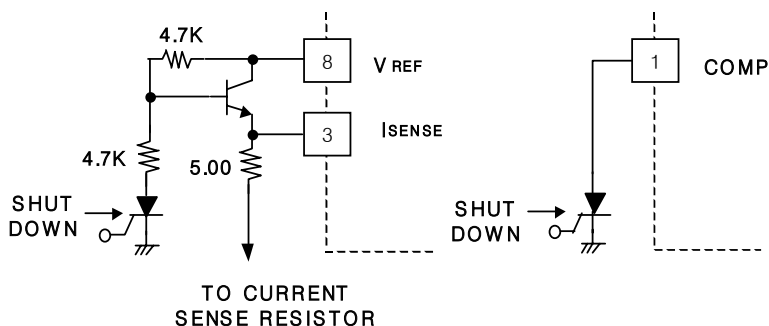 4.7K
8
V REF
3
ISENSE
4.7K
5.00
SHUT
DOWN
TO CURRENT
SENSE RESISTOR
1
COMP
SHUT
DOWN